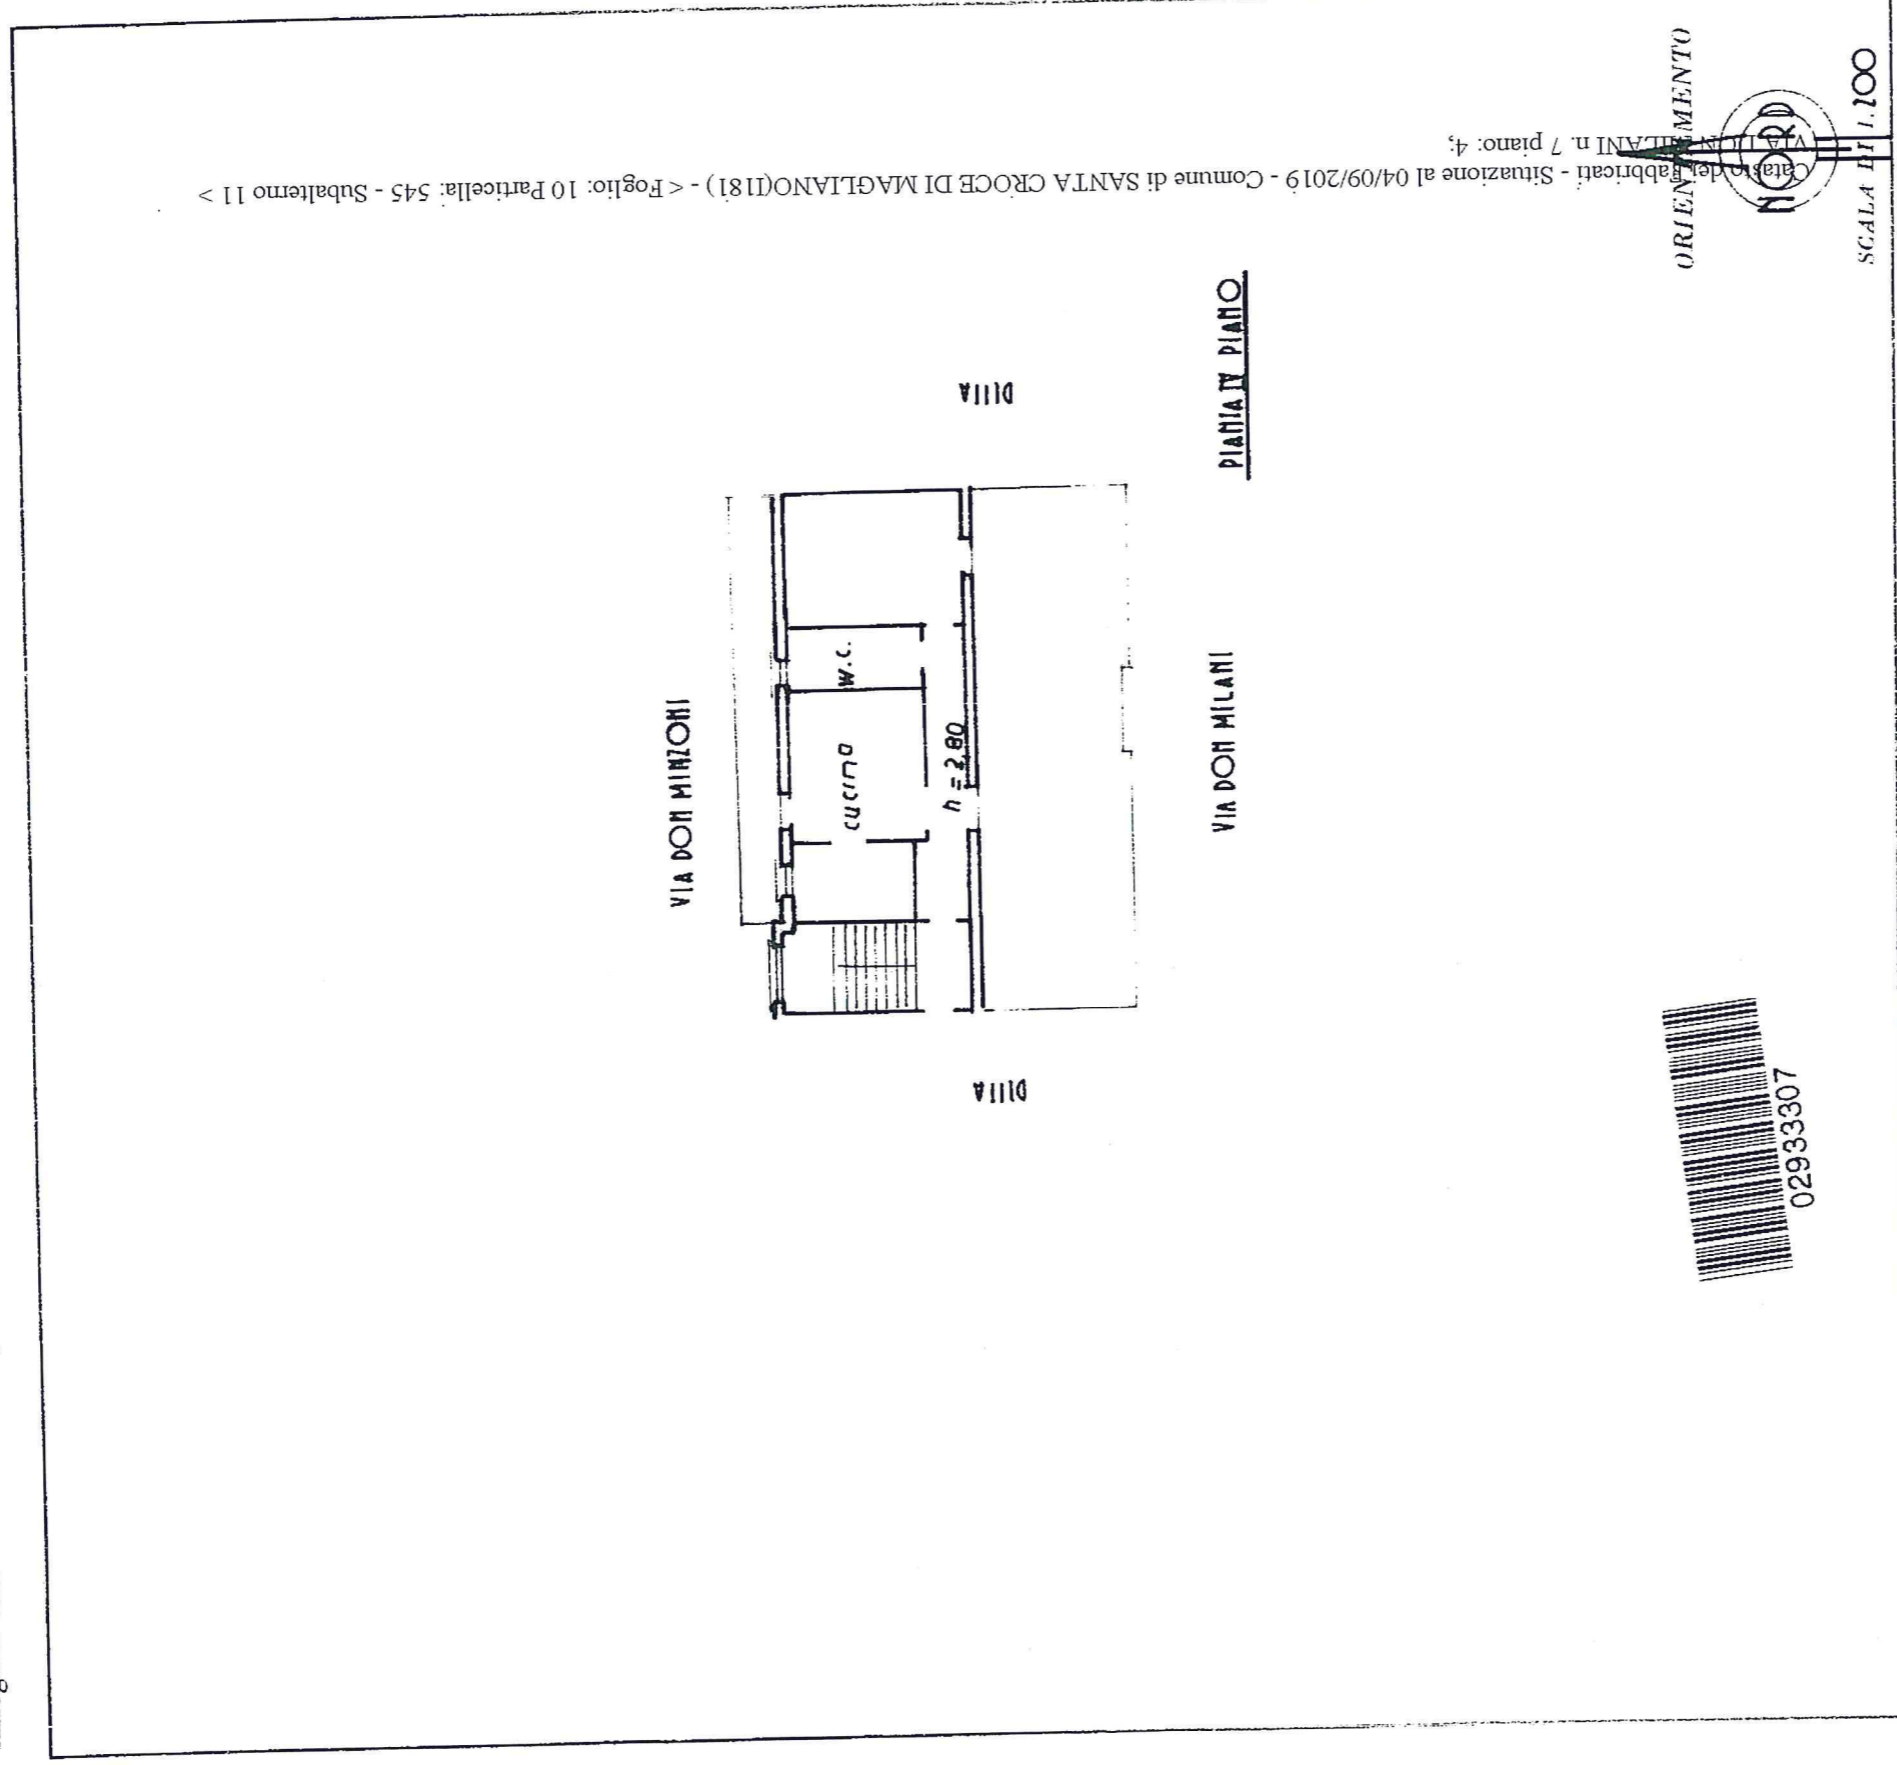 ORIENTAMENTO
NORD
SCALA DI 1.200
Catasto dei Fabbricati - Situazione al 04/09/2019 - Comune di SANTA CROCE DI MAGLIANO(I181) - < Foglio: 10 Particella: 545 - Subalterno 11 >
VIA DON MILANI n. 7 piano: 4;
PIANTA IV PIANO
DITTA
VIA DON MINZONI
W.C.
cucina
h = 2,80
VIA DON MILANI
DITTA
02933307